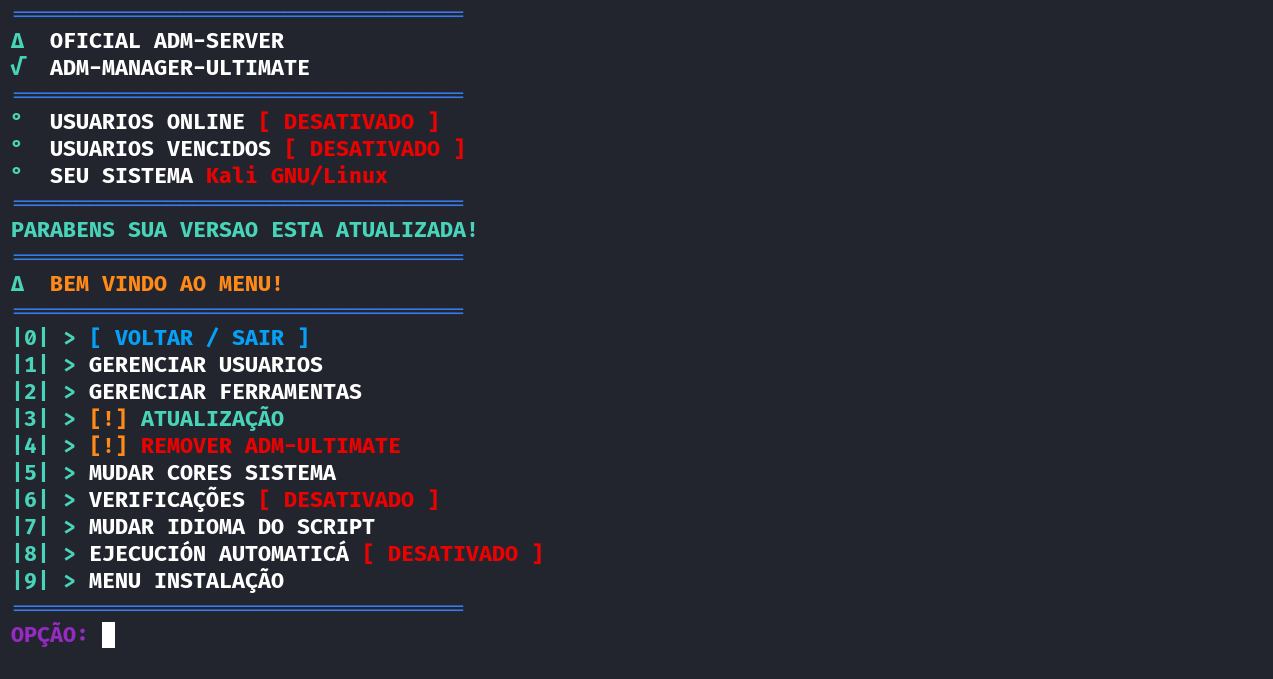 ===================================
∆  OFICIAL ADM-SERVER
√  ADM-MANAGER-ULTIMATE
===================================
°  USUARIOS ONLINE [ DESATIVADO ]
°  USUARIOS VENCIDOS [ DESATIVADO ]
°  SEU SISTEMA Kali GNU/Linux
===================================
PARABENS SUA VERSAO ESTA ATUALIZADA!
===================================
∆  BEM VINDO AO MENU!
===================================
|0| > [ VOLTAR / SAIR ]
|1| > GERENCIAR USUARIOS
|2| > GERENCIAR FERRAMENTAS
|3| > [!] ATUALIZAÇÃO
|4| > [!] REMOVER ADM-ULTIMATE
|5| > MUDAR CORES SISTEMA
|6| > VERIFICAÇÕES [ DESATIVADO ]
|7| > MUDAR IDIOMA DO SCRIPT
|8| > EJECUCIÓN AUTOMATICÁ [ DESATIVADO ]
|9| > MENU INSTALAÇÃO
===================================
OPÇÃO: